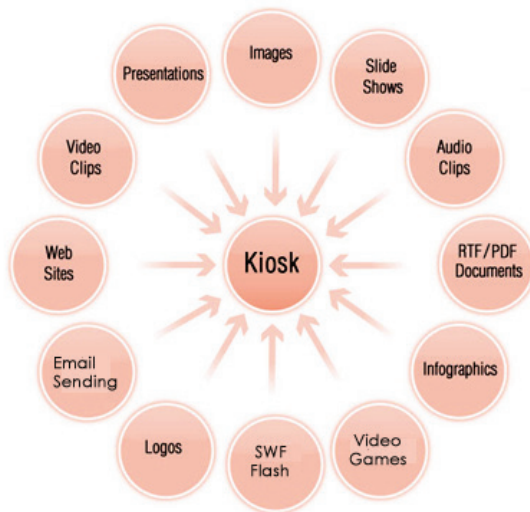 Images
Slide
Shows
Audio
Clips
RTF/PDF
Documents
Infographics
Video
Games
SWF
Flash
Logos
Email
Sending
Web
Sites
Video
Clips
Presentations
Kiosk